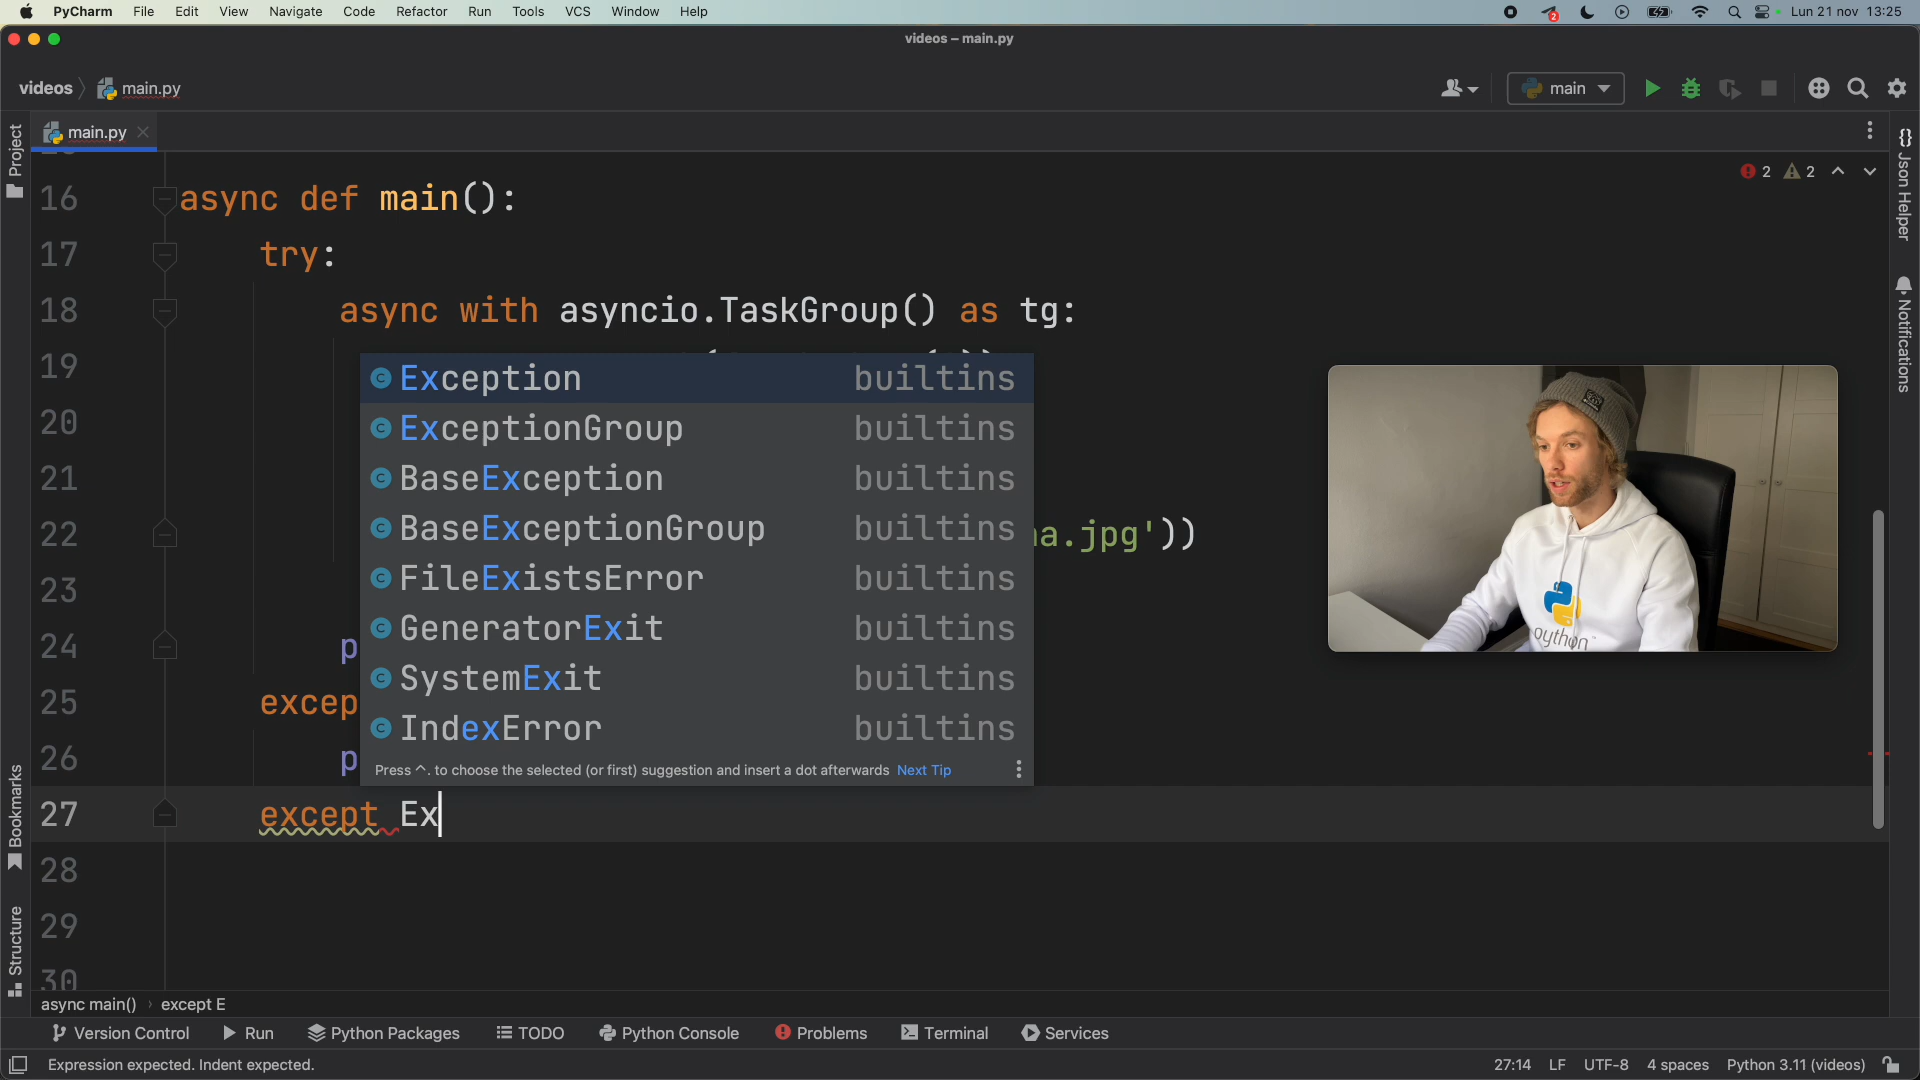 PyCharm File Edit View Navigate Code Refactor Run Tools VCS Window Help 2 Lun 21 nov 13:25
videos – main.py
videos main.py main
Project main.py
2 2
Json Helper
Notifications
16 async def main():
17 try:
18 async with asyncio.TaskGroup() as tg:
19
Exception builtins
20
ExceptionGroup builtins
21
BaseException builtins
22
BaseExceptionGroup builtins
a.jpg'))
23
FileExistsError builtins
24 p
GeneratorExit builtins
25 excep
SystemExit builtins
26 p
IndexError builtins
Press ^. to choose the selected (or first) suggestion and insert a dot afterwards Next Tip
27 except Ex
28
29
30
python
Bookmarks
Structure
async main() › except E
Version Control Run Python Packages TODO Python Console Problems Terminal Services
Expression expected. Indent expected. 27:14 LF UTF-8 4 spaces Python 3.11 (videos)